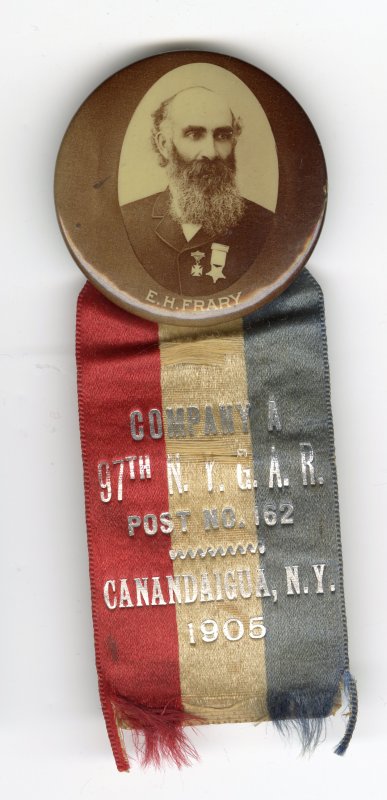 E.H. FRARY
COMPANY A
97TH N. Y. G. A. R.
POST NO. 162
CANANDAIGUA, N.Y.
1905